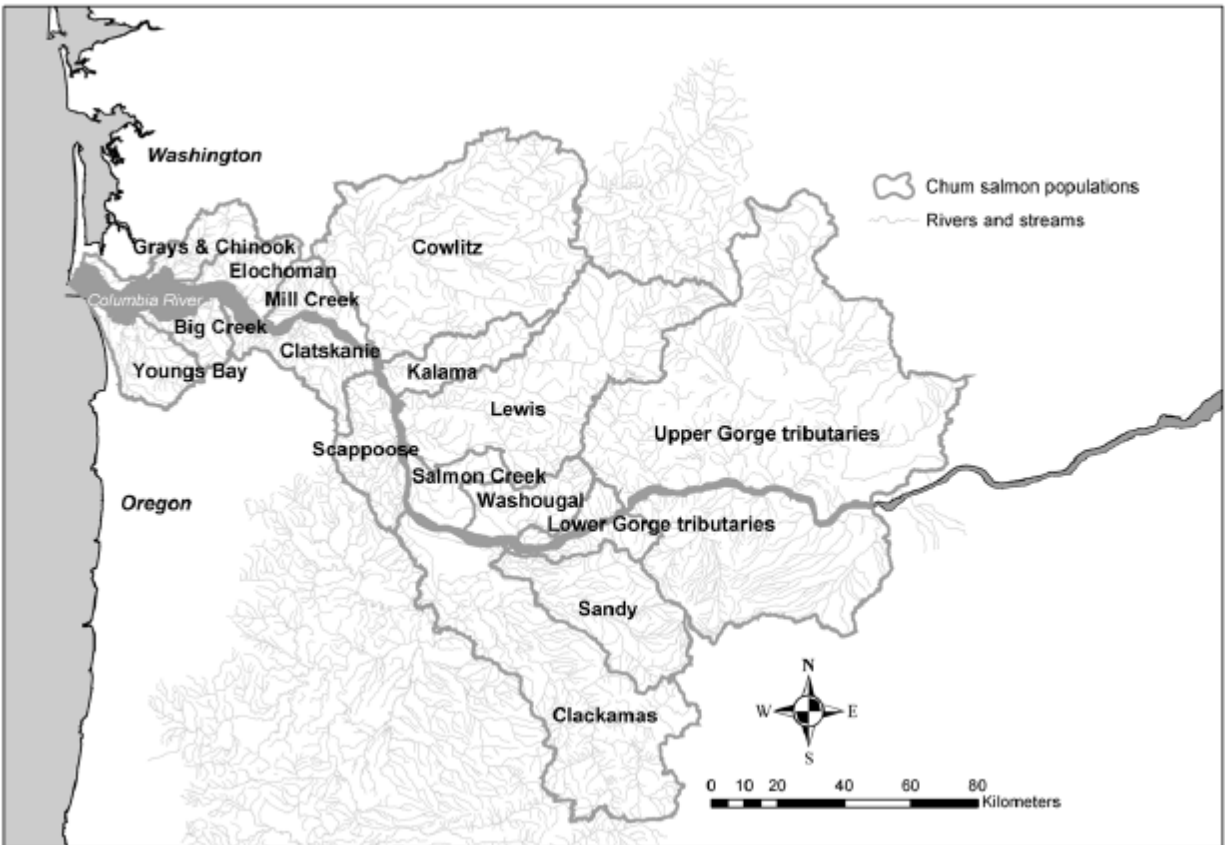 Washington
Chum salmon populations
Rivers and streams
Grays & Chinook
Cowlitz
Elochoman
Columbia River
Mill Creek
Big Creek
Clatskanie
Youngs Bay
Kalama
Lewis
Upper Gorge tributaries
Scappoose
Salmon Creek
Washougal
Oregon
Lower Gorge tributaries
Sandy
N
W
E
S
Clackamas
0 10 20 40 60 80
Kilometers